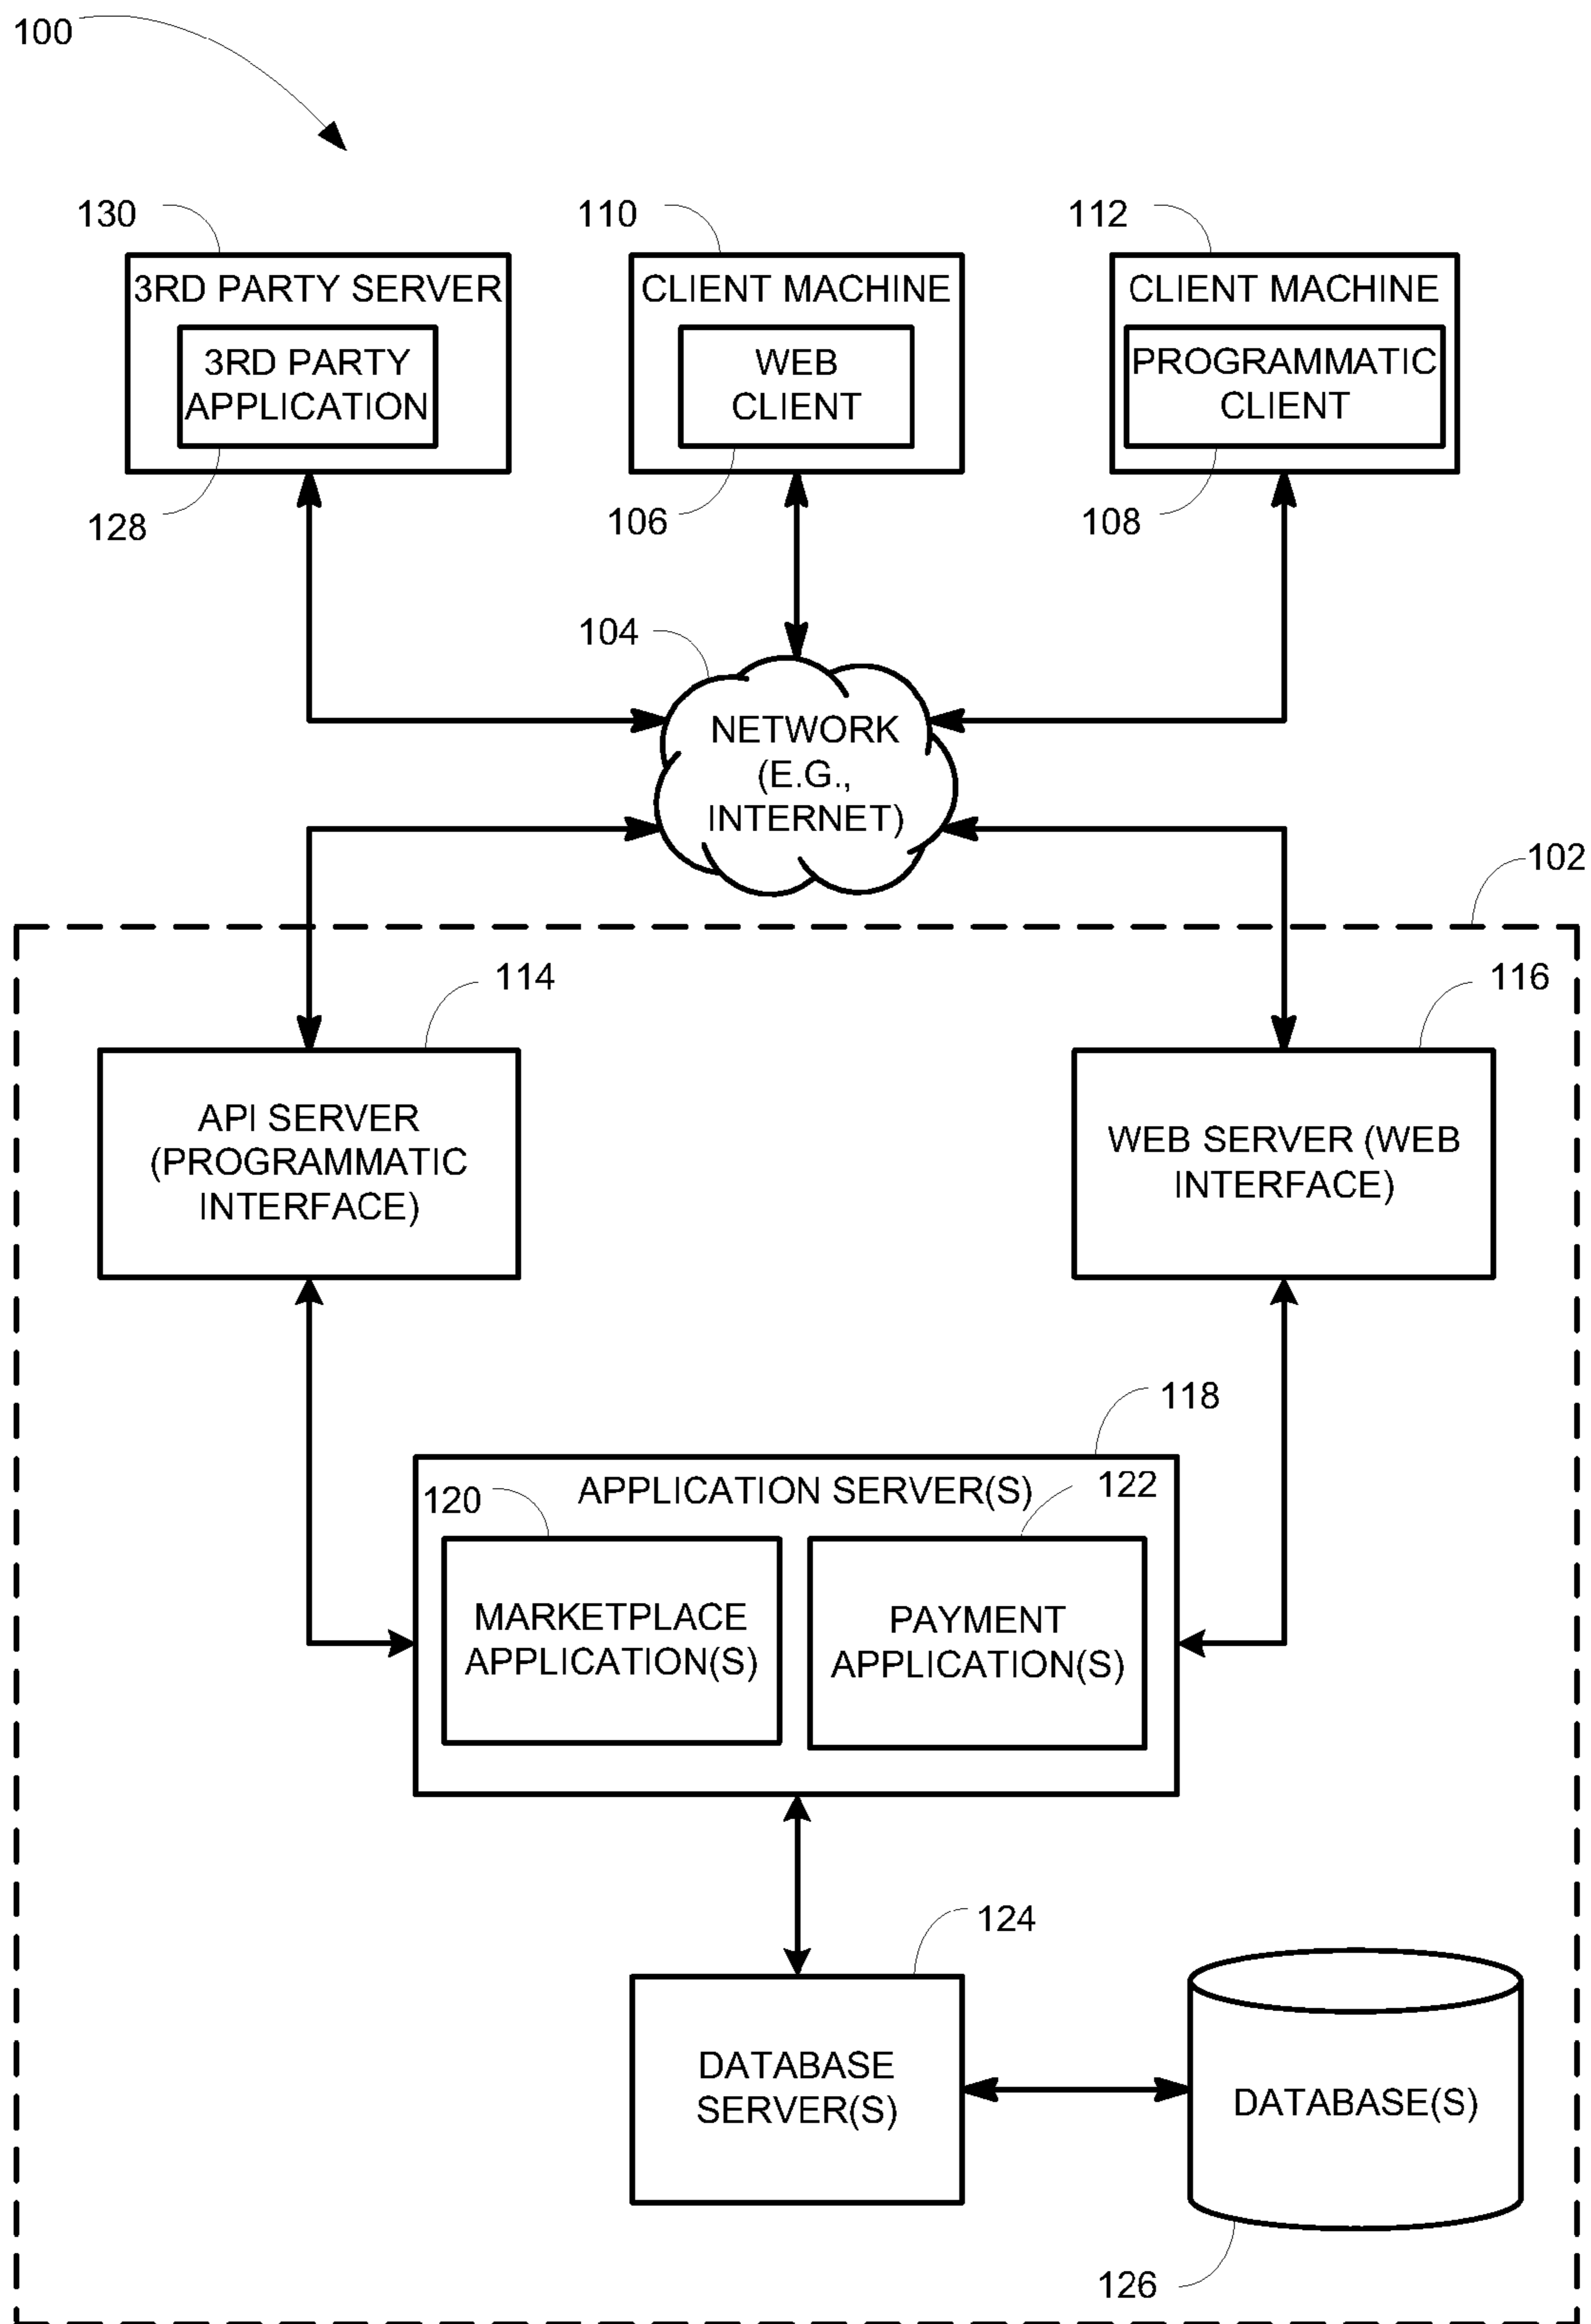 100
130
110
112
3RD PARTY SERVER
CLIENT MACHINE
CLIENT MACHINE
3RD PARTY
APPLICATION
WEB
CLIENT
PROGRAMMATIC
CLIENT
128
106
108
104
NETWORK
(E.G.,
INTERNET)
102
114
116
API SERVER
(PROGRAMMATIC
INTERFACE)
WEB SERVER (WEB
INTERFACE)
118
APPLICATION SERVER(S)
120
122
MARKETPLACE
APPLICATION(S)
PAYMENT
APPLICATION(S)
124
DATABASE
SERVER(S)
DATABASE(S)
126